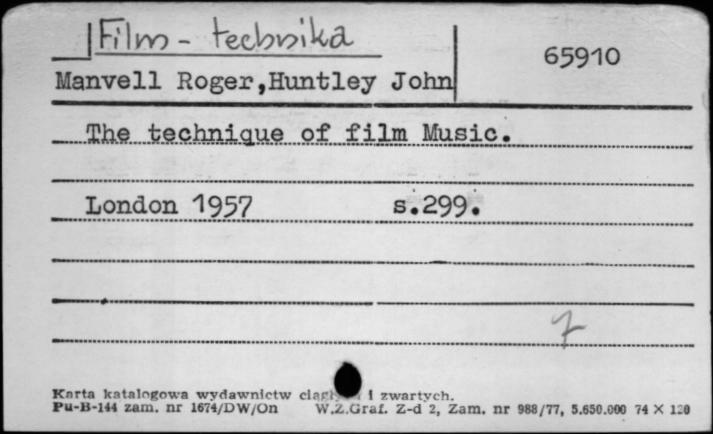 Film - technika
65910
Manvell Roger,Huntley John
The technique of film Music.
London 1957 s.299.
7
Karta katalogowa wydawnictw i zwartych.
Pu-B-144 zam. nr 1674/DW/On W.Z.Graf. Z-d 2, Zam. nr 988/77, 5.650.000 74 X 120